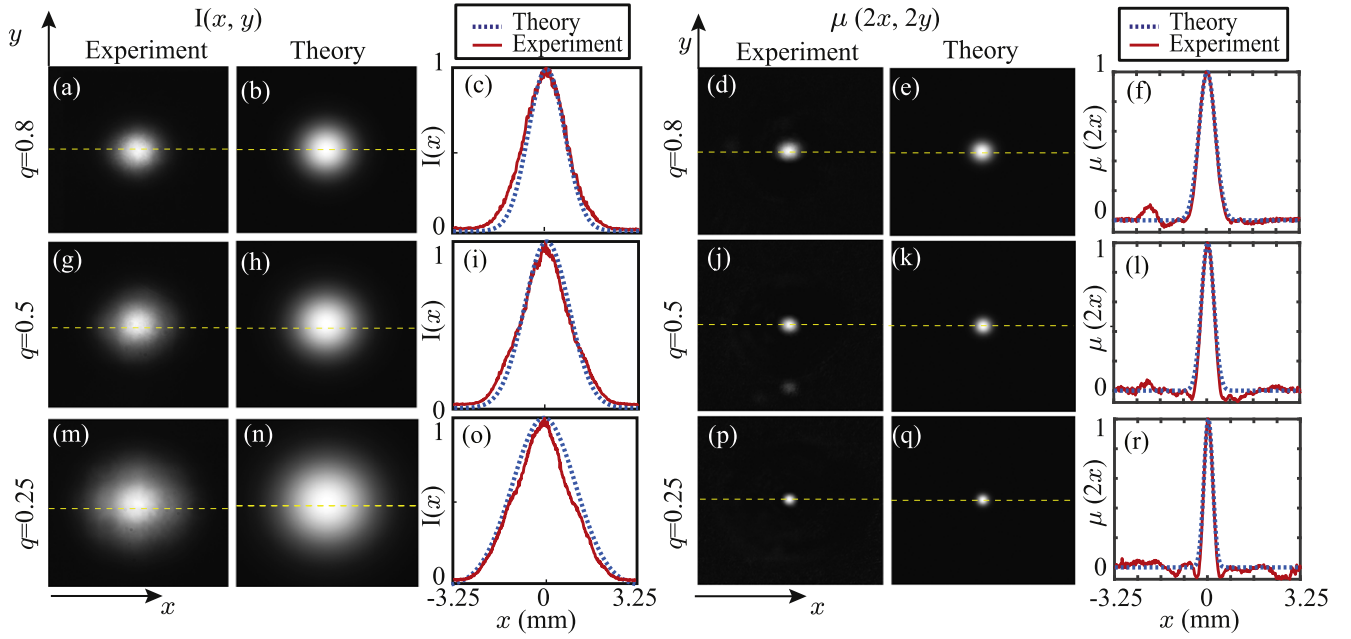 I(x, y)
Theory
Experiment
μ (2x, 2y)
Theory
Experiment
y
Experiment
Theory
y
Experiment
Theory
q=0.8
(a)
(b)
1
(c)
I(x)
0
q=0.8
(d)
(e)
1
(f)
μ (2x)
0
q=0.5
(g)
(h)
1
(i)
I(x)
0
q=0.5
(j)
(k)
1
(l)
μ (2x)
0
q=0.25
(m)
(n)
1
(o)
I(x)
0
q=0.25
(p)
(q)
1
(r)
μ (2x)
0
x
-3.25 0 3.25
x (mm)
x
-3.25 0 3.25
x (mm)